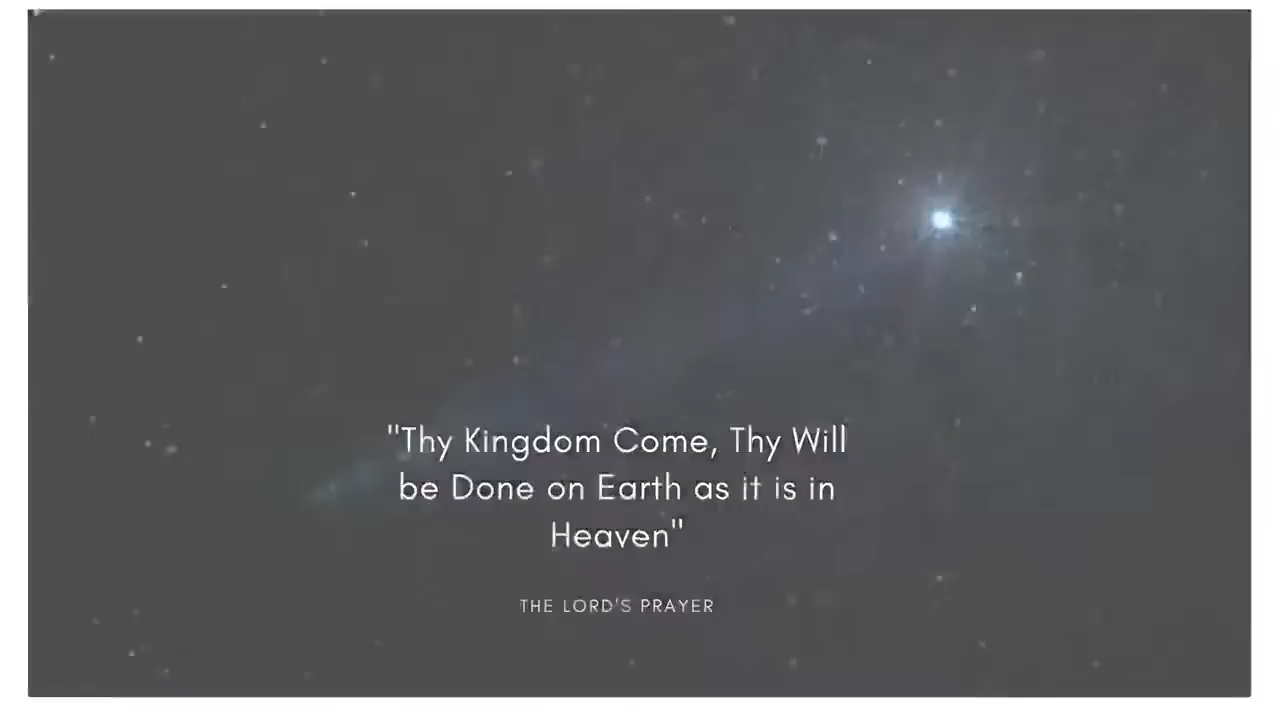 "Thy Kingdom Come, Thy Will
be Done on Earth as it is in
Heaven"
THE LORD'S PRAYER